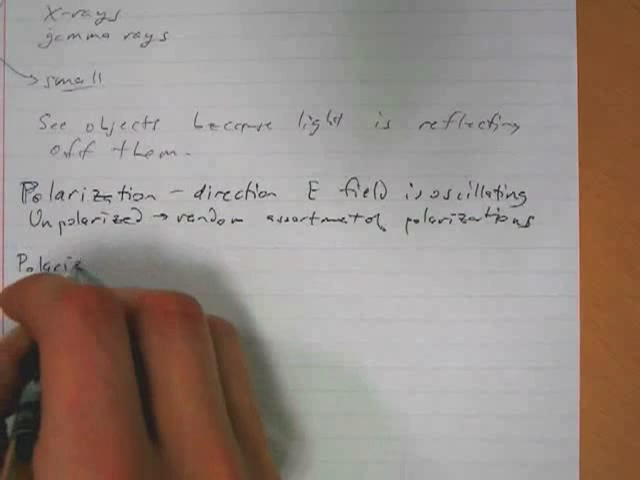 X-rays
gamma rays
small
See objects because light is reflecting
off them.
Polarization - direction E field is oscillating
Unpolarized → random assortment of polarizations
Polariz